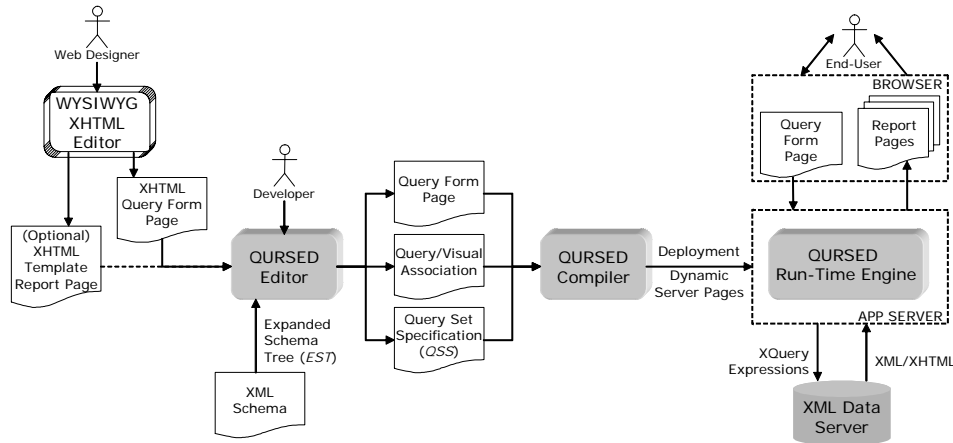 Web Designer
WYSIWYG
XHTML
Editor
XHTML
Query Form
Page
(Optional)
XHTML
Template
Report Page
Developer
QURSED
Editor
Expanded
Schema
Tree (EST)
XML
Schema
Query Form
Page
Query/Visual
Association
Query Set
Specification
(QSS)
QURSED
Compiler
Deployment
Dynamic
Server Pages
End-User
BROWSER
Query
Form
Page
Report
Pages
QURSED
Run-Time Engine
APP SERVER
XQuery
Expressions
XML/XHTML
XML Data
Server